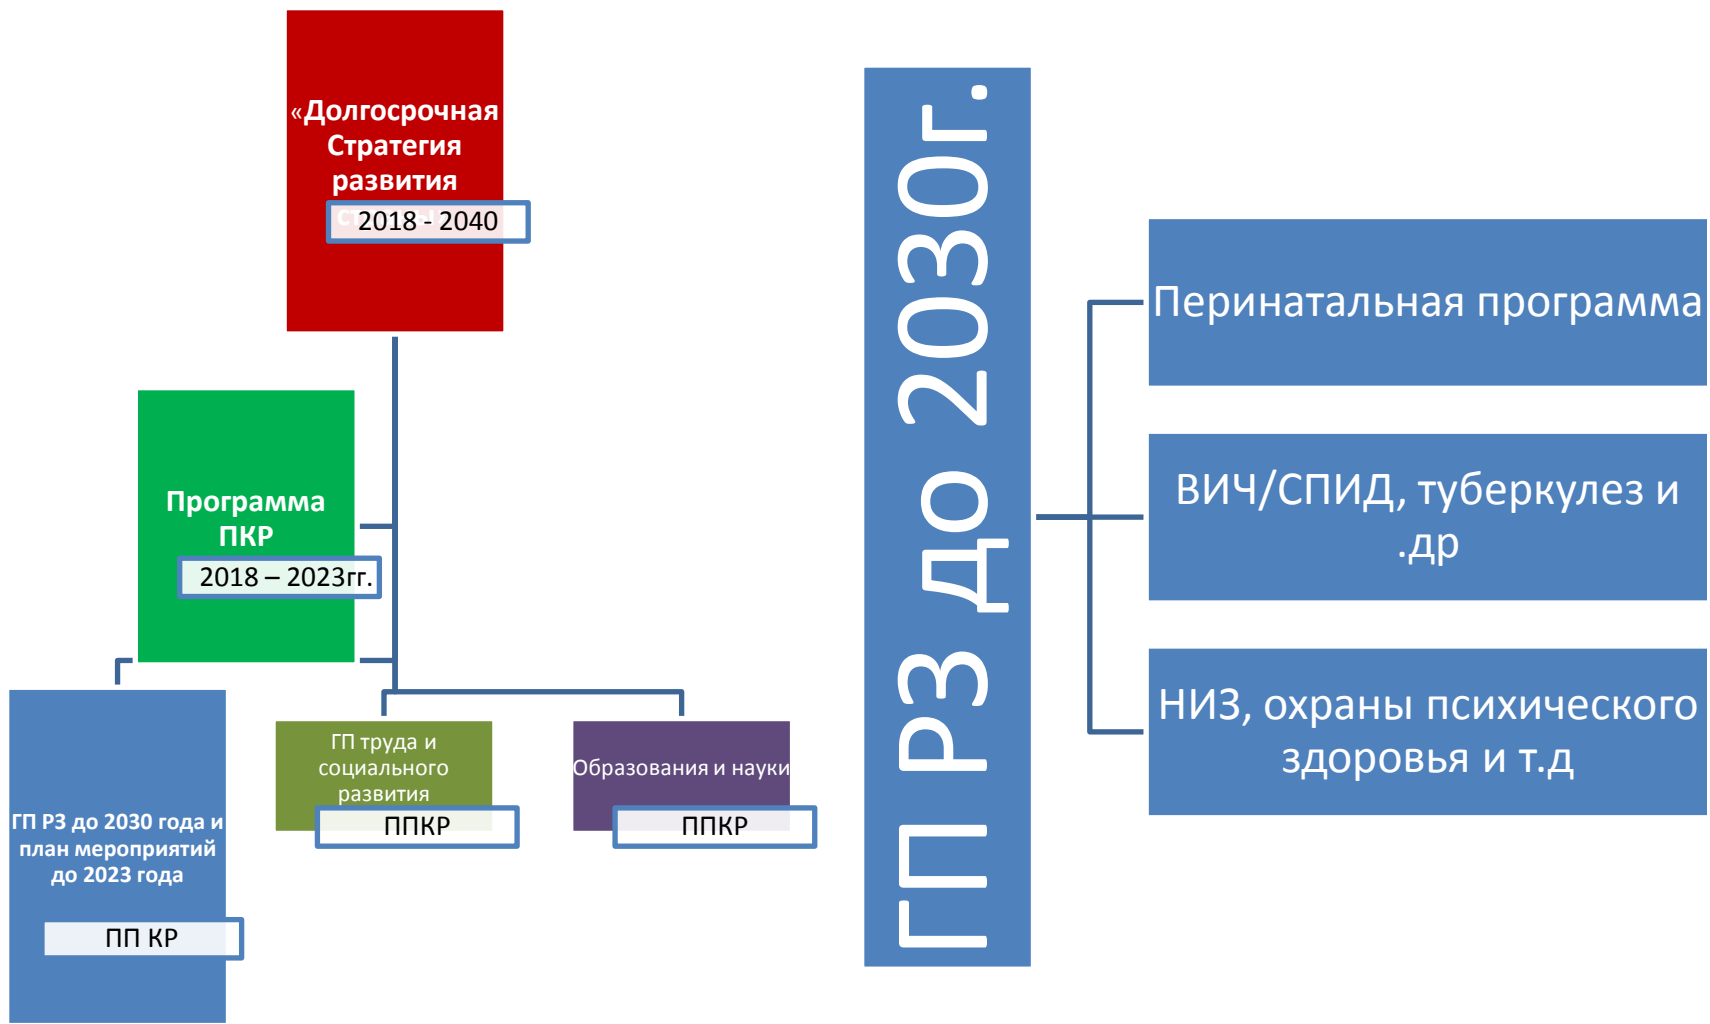 «Долгосрочная
Стратегия
развития
2018 - 2040
Программа
ПКР
2018 – 2023гг.
ГП РЗ до 2030 года и
план мероприятий
до 2023 года
ПП КР
ГП труда и
социального
развития
ППКР
Образования и науки
ППКР
ГП РЗ до 2030г.
Перинатальная программа
ВИЧ/СПИД, туберкулез и
.др
НИЗ, охраны психического
здоровья и т.д